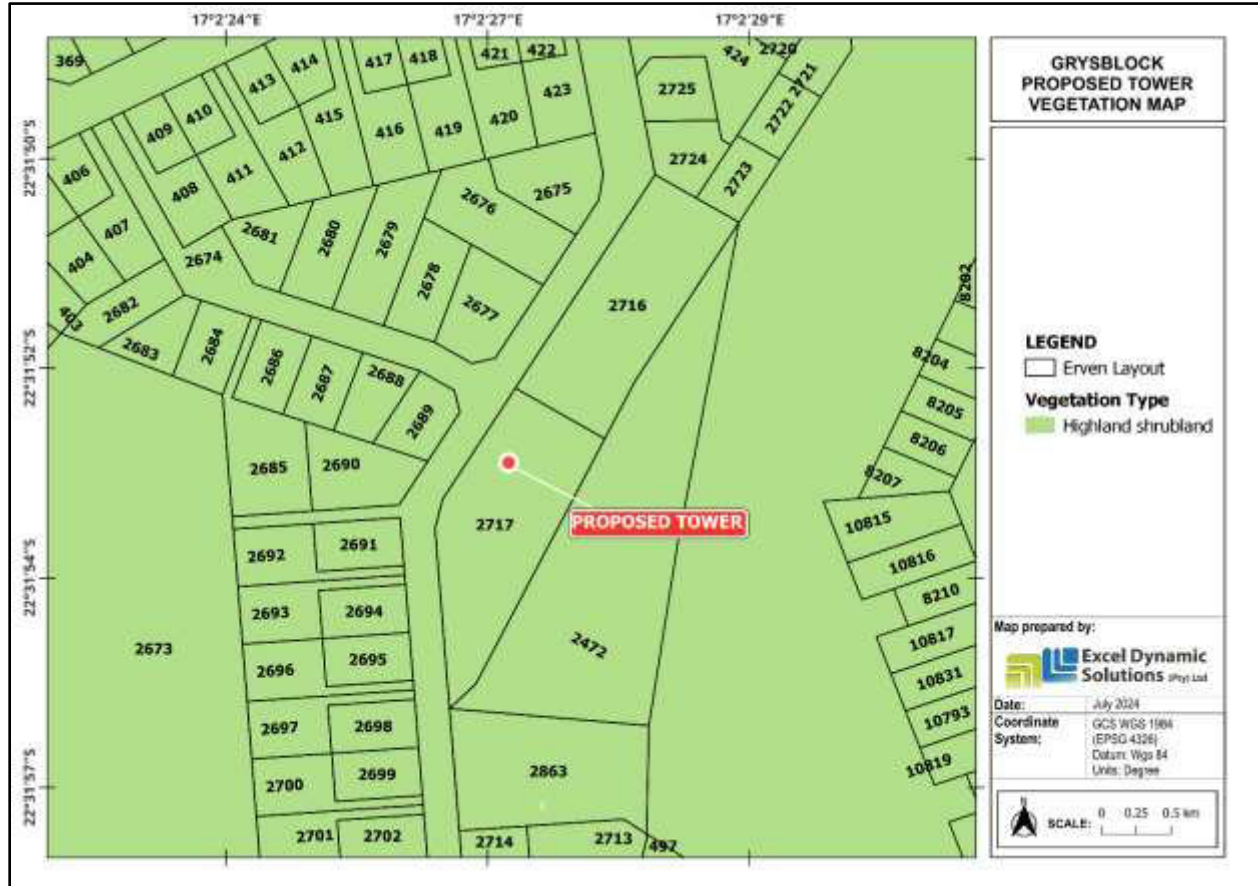 17°2'24"E 17°2'27"E 17°2'29"E
22°31'50"S
22°31'52"S
22°31'54"S
22°31'57"S
369
417 418 421 422 424 2720
413 414 2721
409 410 415 416 419 420 423 2725 2722
406 408 411 412 2724 2723
407 2681 2680 2679 2676 2675
404 2674 2678 2677
403 2682 2716 8202
2683 2684 2686 2687 2688 2689 8204
8205
2685 2690 8206
8207
2717 PROPOSED TOWER 10815
2692 2691 10816
2693 2694 8210
2673 2696 2695 2472 10817
10831
2697 2698 10793
2700 2699 2863 10819
2701 2702 2714 2713 497
GRYSBLOCK
PROPOSED TOWER
VEGETATION MAP
LEGEND
Erven Layout
Vegetation Type
Highland shrubland
Map prepared by:
Excel Dynamic
Solutions (Pty) Ltd
Date: July 2024
Coordinate System: GCS WGS 1984
(EPSG 4326)
Datum: Wgs 84
Units: Degree
N
SCALE: 0 0.25 0.5 km